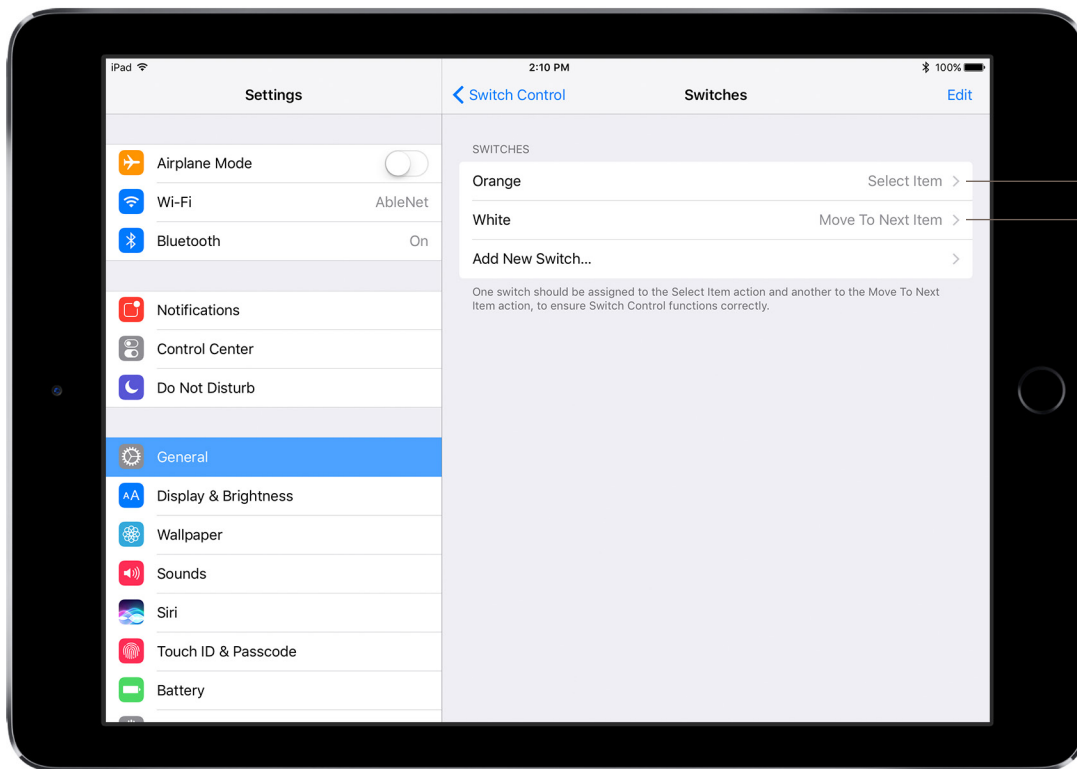 iPad 2:10 PM 100%
Settings
Switch Control Switches Edit
Airplane Mode
Wi-Fi AbleNet
Bluetooth On
Notifications
Control Center
Do Not Disturb
General
AA Display & Brightness
Wallpaper
Sounds
Siri
Touch ID & Passcode
Battery
SWITCHES
Orange Select Item
White Move To Next Item
Add New Switch...
One switch should be assigned to the Select Item action and another to the Move To Next
Item action, to ensure Switch Control functions correctly.